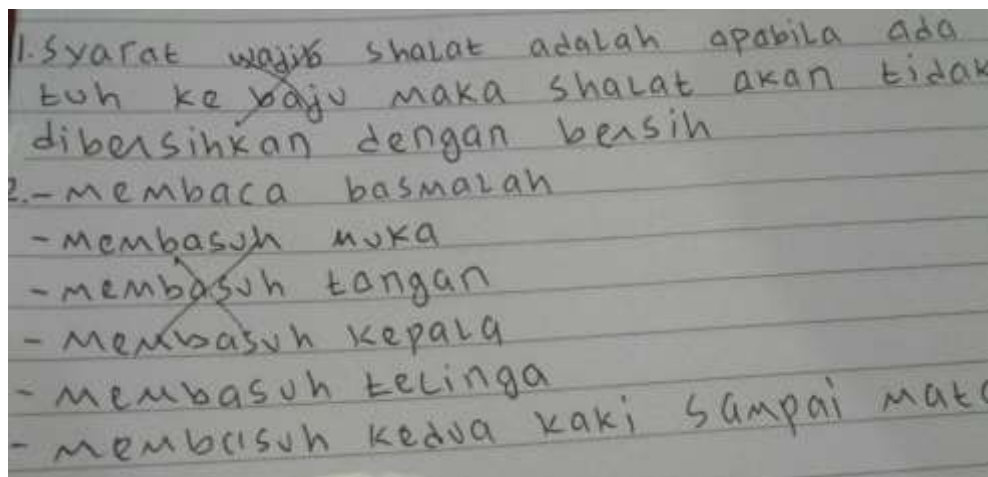 1. Syarat wajib shalat adalah apabila ada
tuh ke baju maka shalat akan tidak
dibersihkan dengan bersih
2. - membaca basmalah
- membasuh muka
- membasuh tangan
- membasuh kepala
- membasuh telinga
- membasuh kedua kaki sampai mata